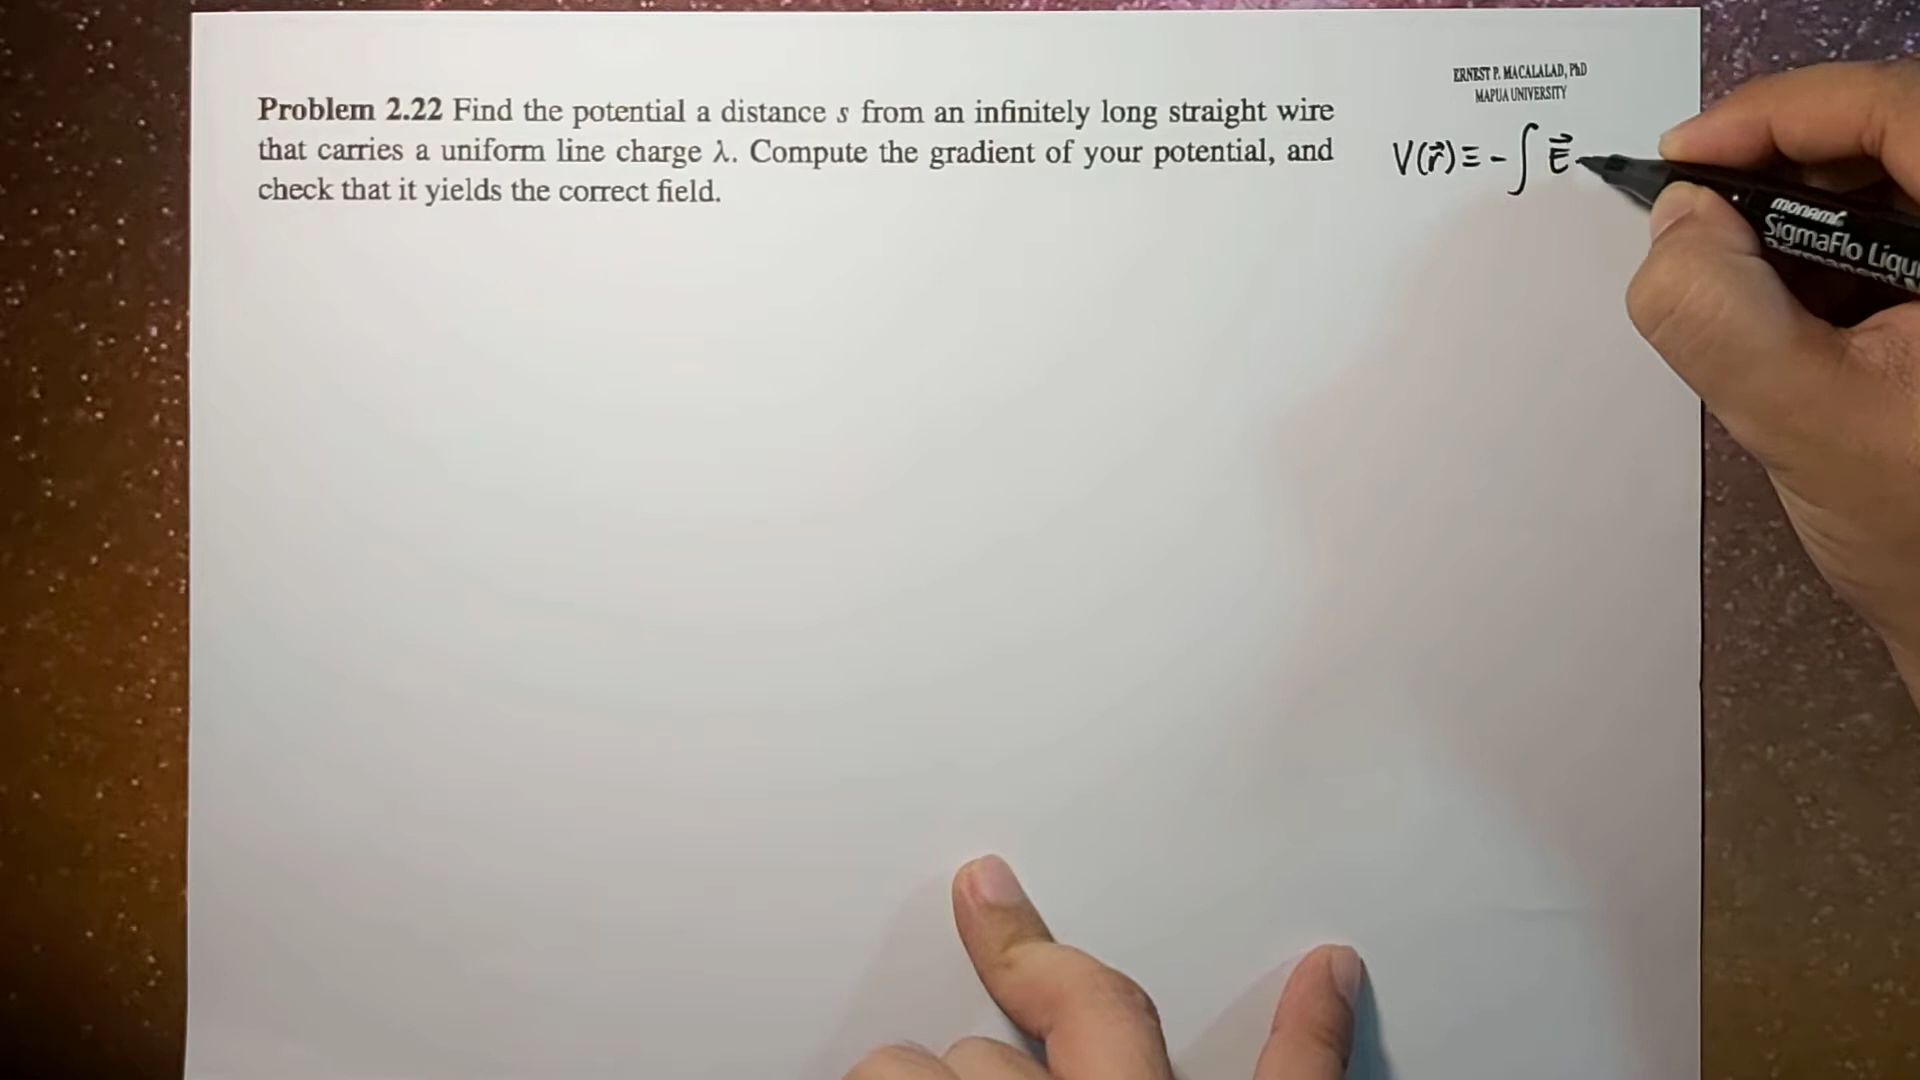 ERNEST P. MACALALAD, PhD
MAPUA UNIVERSITY
Problem 2.22 Find the potential a distance s from an infinitely long straight wire
that carries a uniform line charge λ. Compute the gradient of your potential, and
check that it yields the correct field.
V(r⃗) ≡ - ∫ E⃗ ·
monami
SigmaFlo Liqu
Permanent M